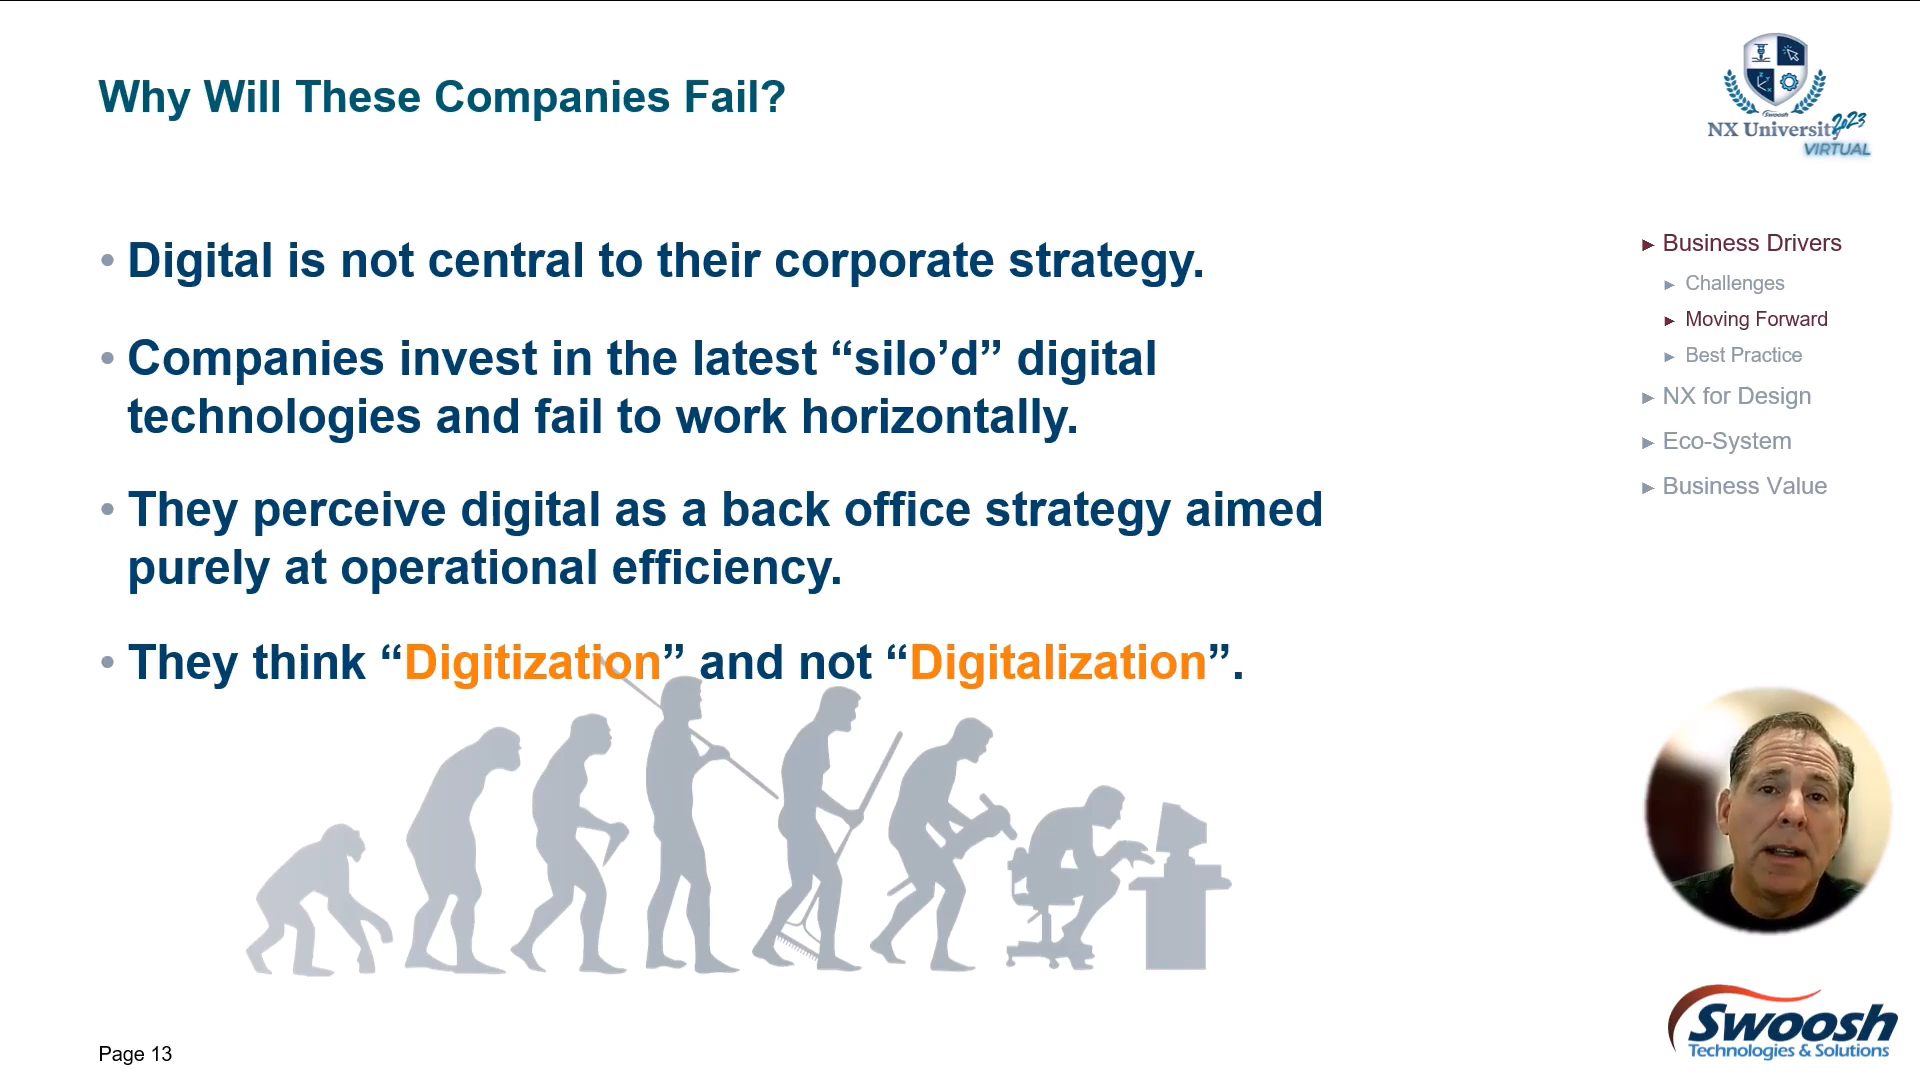 Why Will These Companies Fail?
Swoosh
NX University
2023
VIRTUAL
• Digital is not central to their corporate strategy.
• Companies invest in the latest “silo’d” digital
technologies and fail to work horizontally.
• They perceive digital as a back office strategy aimed
purely at operational efficiency.
• They think “Digitization” and not “Digitalization”.
► Business Drivers
► Challenges
► Moving Forward
► Best Practice
► NX for Design
► Eco-System
► Business Value
Swoosh
Technologies & Solutions
Page 13